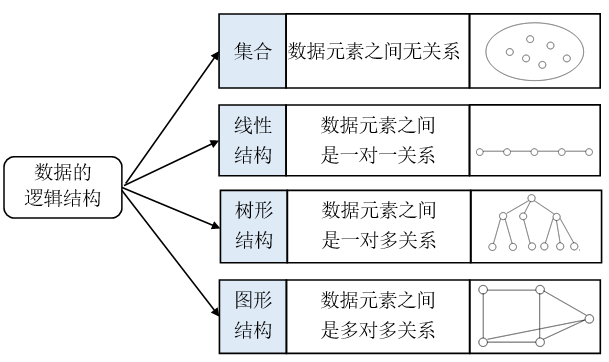 数据的
逻辑结构
集合
数据元素之间无关系
线性
结构
数据元素之间
是一对一关系
树形
结构
数据元素之间
是一对多关系
图形
结构
数据元素之间
是多对多关系